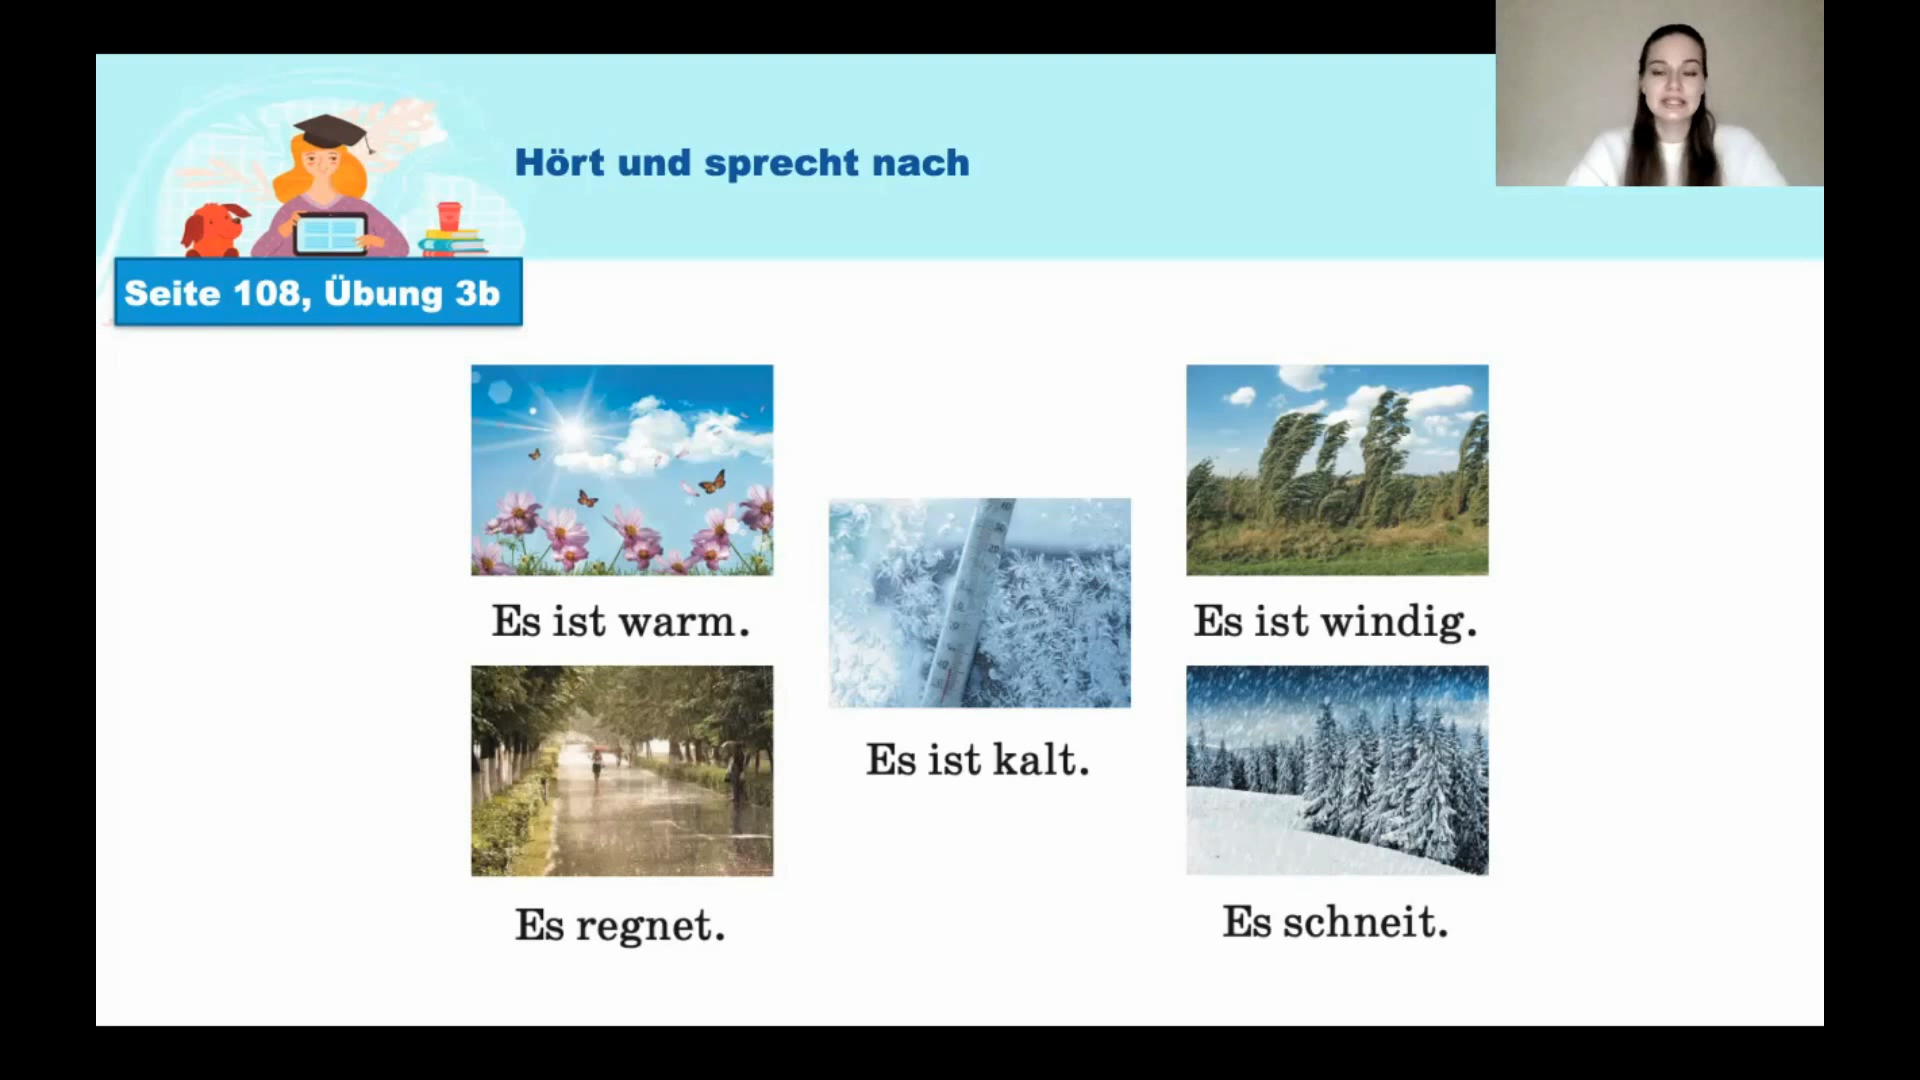 Hört und sprecht nach
Seite 108, Übung 3b
Es ist warm.
Es ist windig.
Es ist kalt.
Es regnet.
Es schneit.